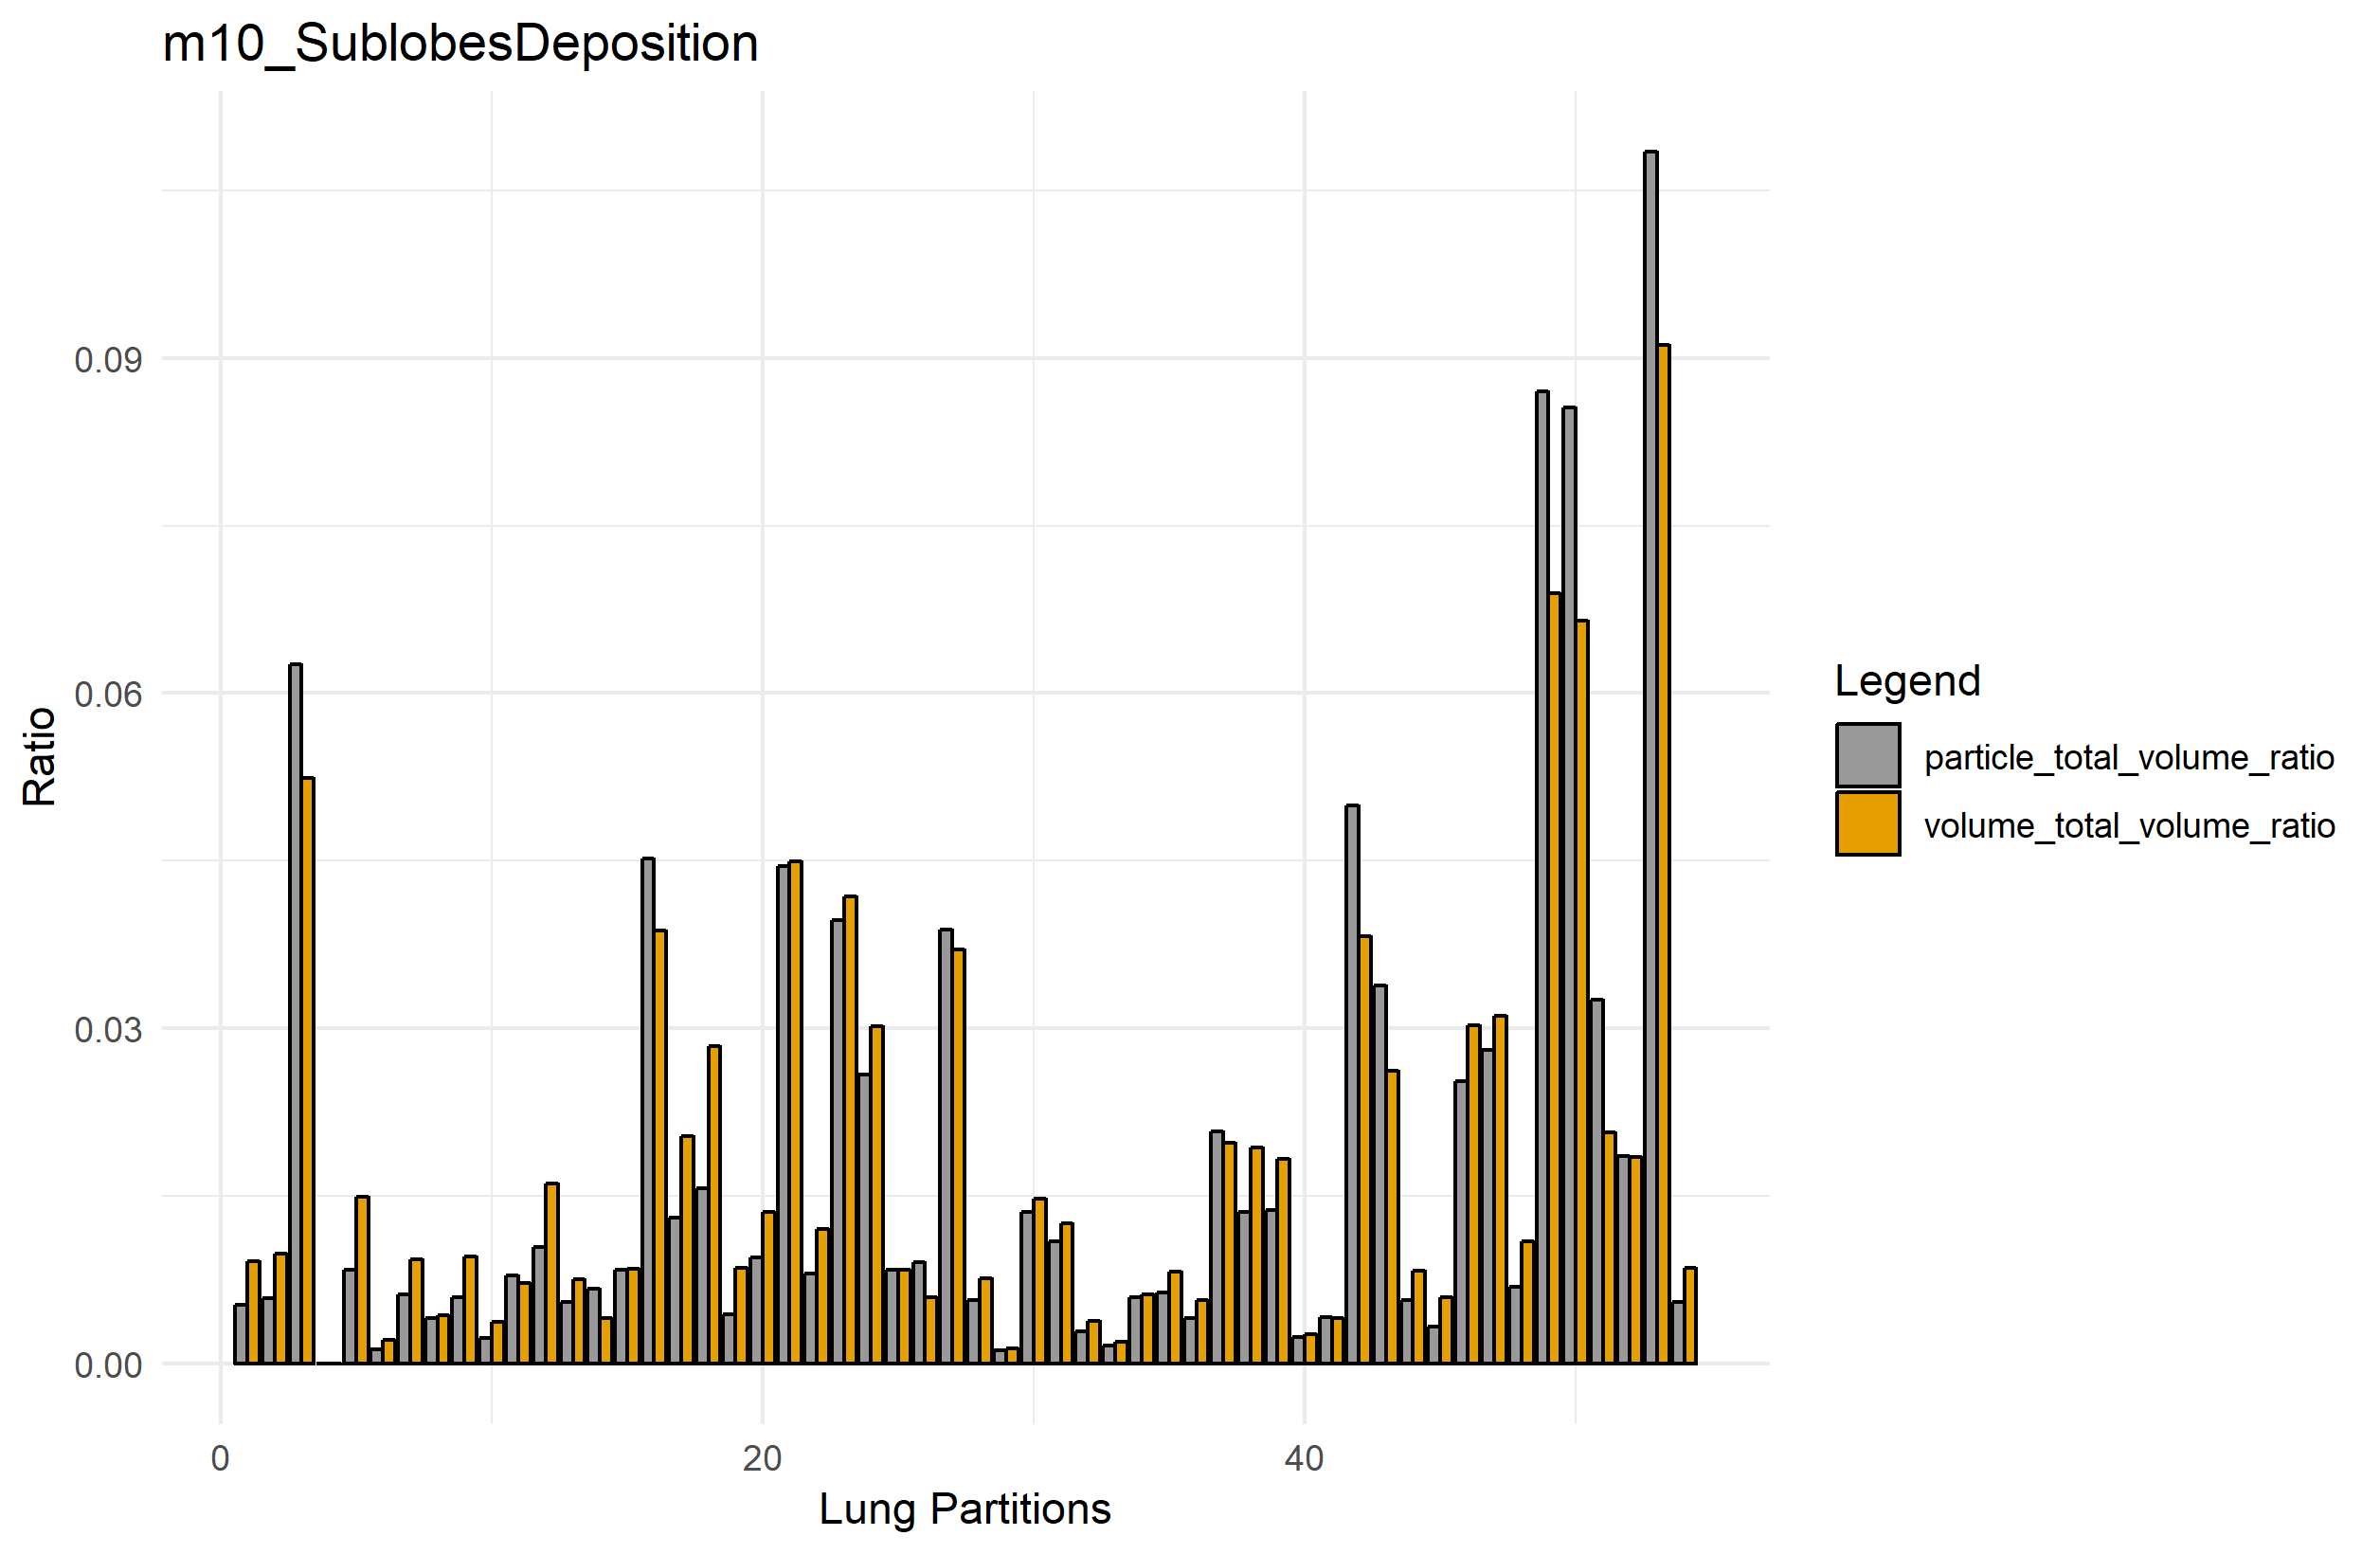 m10_SublobesDeposition
0.09
0.06
0.03
0.00
Ratio
0
20
40
Lung Partitions
Legend
particle_total_volume_ratio
volume_total_volume_ratio